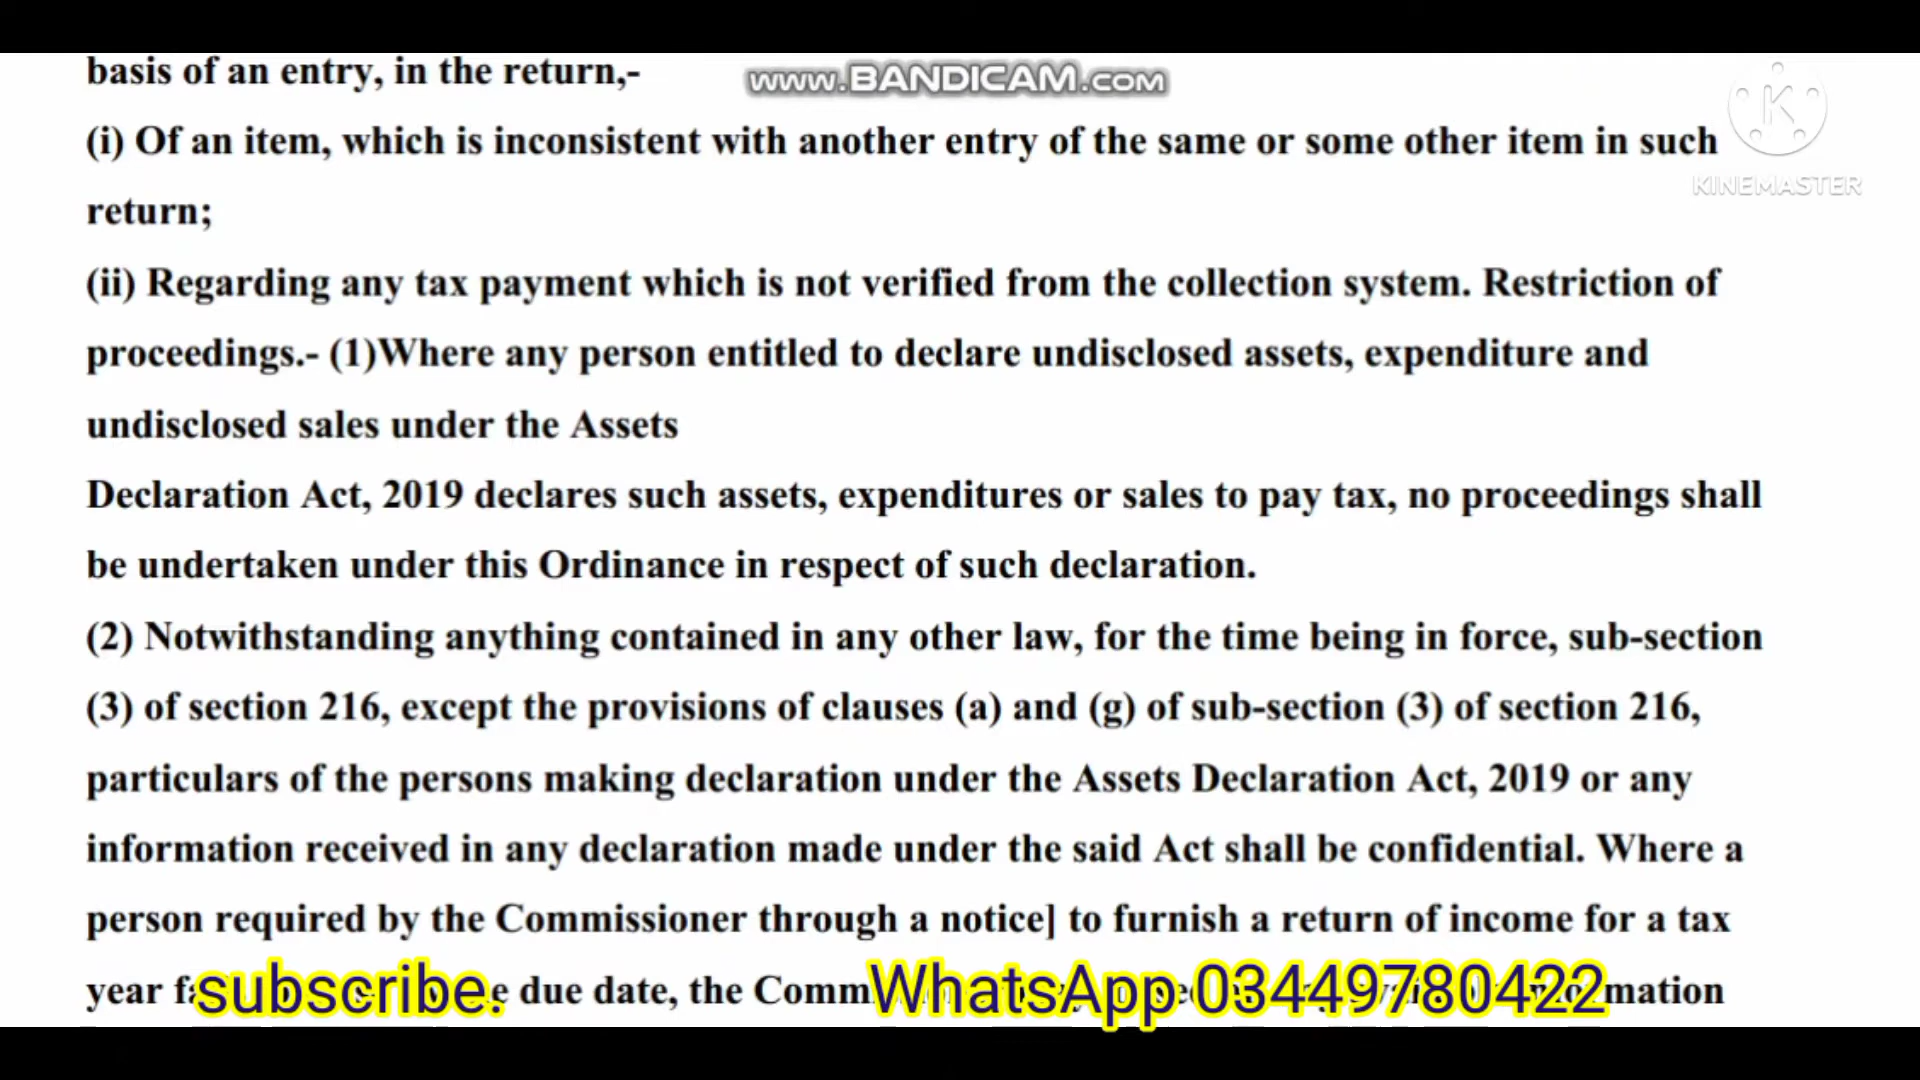 basis of an entry, in the return,-
www.BANDICAM.com
KINEMASTER
(i) Of an item, which is inconsistent with another entry of the same or some other item in such
return;
(ii) Regarding any tax payment which is not verified from the collection system. Restriction of
proceedings.- (1)Where any person entitled to declare undisclosed assets, expenditure and
undisclosed sales under the Assets
Declaration Act, 2019 declares such assets, expenditures or sales to pay tax, no proceedings shall
be undertaken under this Ordinance in respect of such declaration.
(2) Notwithstanding anything contained in any other law, for the time being in force, sub-section
(3) of section 216, except the provisions of clauses (a) and (g) of sub-section (3) of section 216,
particulars of the persons making declaration under the Assets Declaration Act, 2019 or any
information received in any declaration made under the said Act shall be confidential. Where a
person required by the Commissioner through a notice] to furnish a return of income for a tax
year due date, the
subscribe. WhatsApp 03449780422